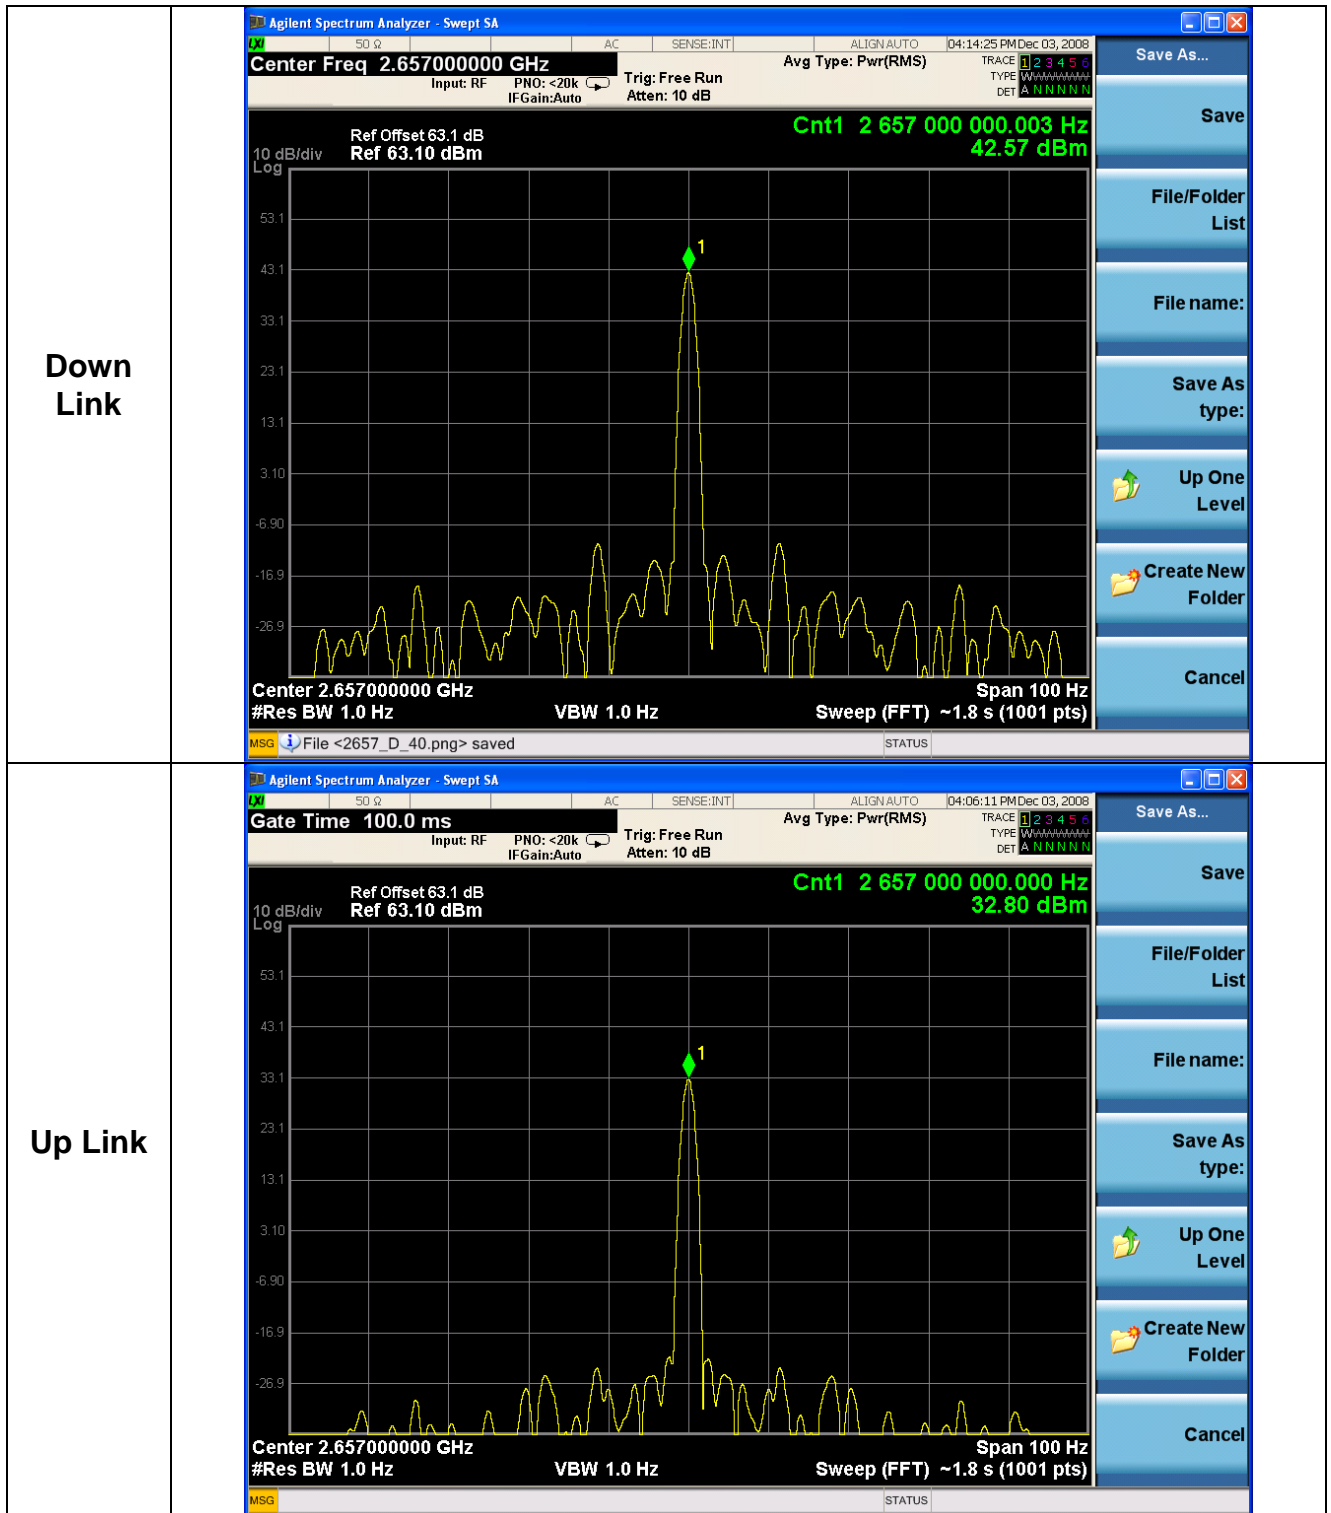 Down
Link
Agilent Spectrum Analyzer - Swept SA
LXI 50 Ω AC SENSE:INT ALIGN AUTO 04:14:25 PM Dec 03, 2008
Center Freq 2.657000000 GHz
Input: RF PNO: <20k IFGain:Auto
Trig: Free Run
Atten: 10 dB
Avg Type: Pwr(RMS)
TRACE 1 2 3 4 5 6
TYPE
DET A N N N N N
Cnt1 2 657 000 000.003 Hz
42.57 dBm
Ref Offset 63.1 dB
10 dB/div Ref 63.10 dBm
Log
53.1
1
43.1
33.1
23.1
13.1
3.10
-6.90
-16.9
-26.9
Center 2.657000000 GHz Span 100 Hz
#Res BW 1.0 Hz VBW 1.0 Hz Sweep (FFT) ~1.8 s (1001 pts)
MSG File <2657_D_40.png> saved STATUS
Save As...
Save
File/Folder
List
File name:
Save As
type:
Up One
Level
Create New
Folder
Cancel
Up Link
Agilent Spectrum Analyzer - Swept SA
LXI 50 Ω AC SENSE:INT ALIGN AUTO 04:06:11 PM Dec 03, 2008
Gate Time 100.0 ms
Input: RF PNO: <20k IFGain:Auto
Trig: Free Run
Atten: 10 dB
Avg Type: Pwr(RMS)
TRACE 1 2 3 4 5 6
TYPE
DET A N N N N N
Cnt1 2 657 000 000.000 Hz
32.80 dBm
Ref Offset 63.1 dB
10 dB/div Ref 63.10 dBm
Log
53.1
43.1
1
33.1
23.1
13.1
3.10
-6.90
-16.9
-26.9
Center 2.657000000 GHz Span 100 Hz
#Res BW 1.0 Hz VBW 1.0 Hz Sweep (FFT) ~1.8 s (1001 pts)
MSG STATUS
Save As...
Save
File/Folder
List
File name:
Save As
type:
Up One
Level
Create New
Folder
Cancel